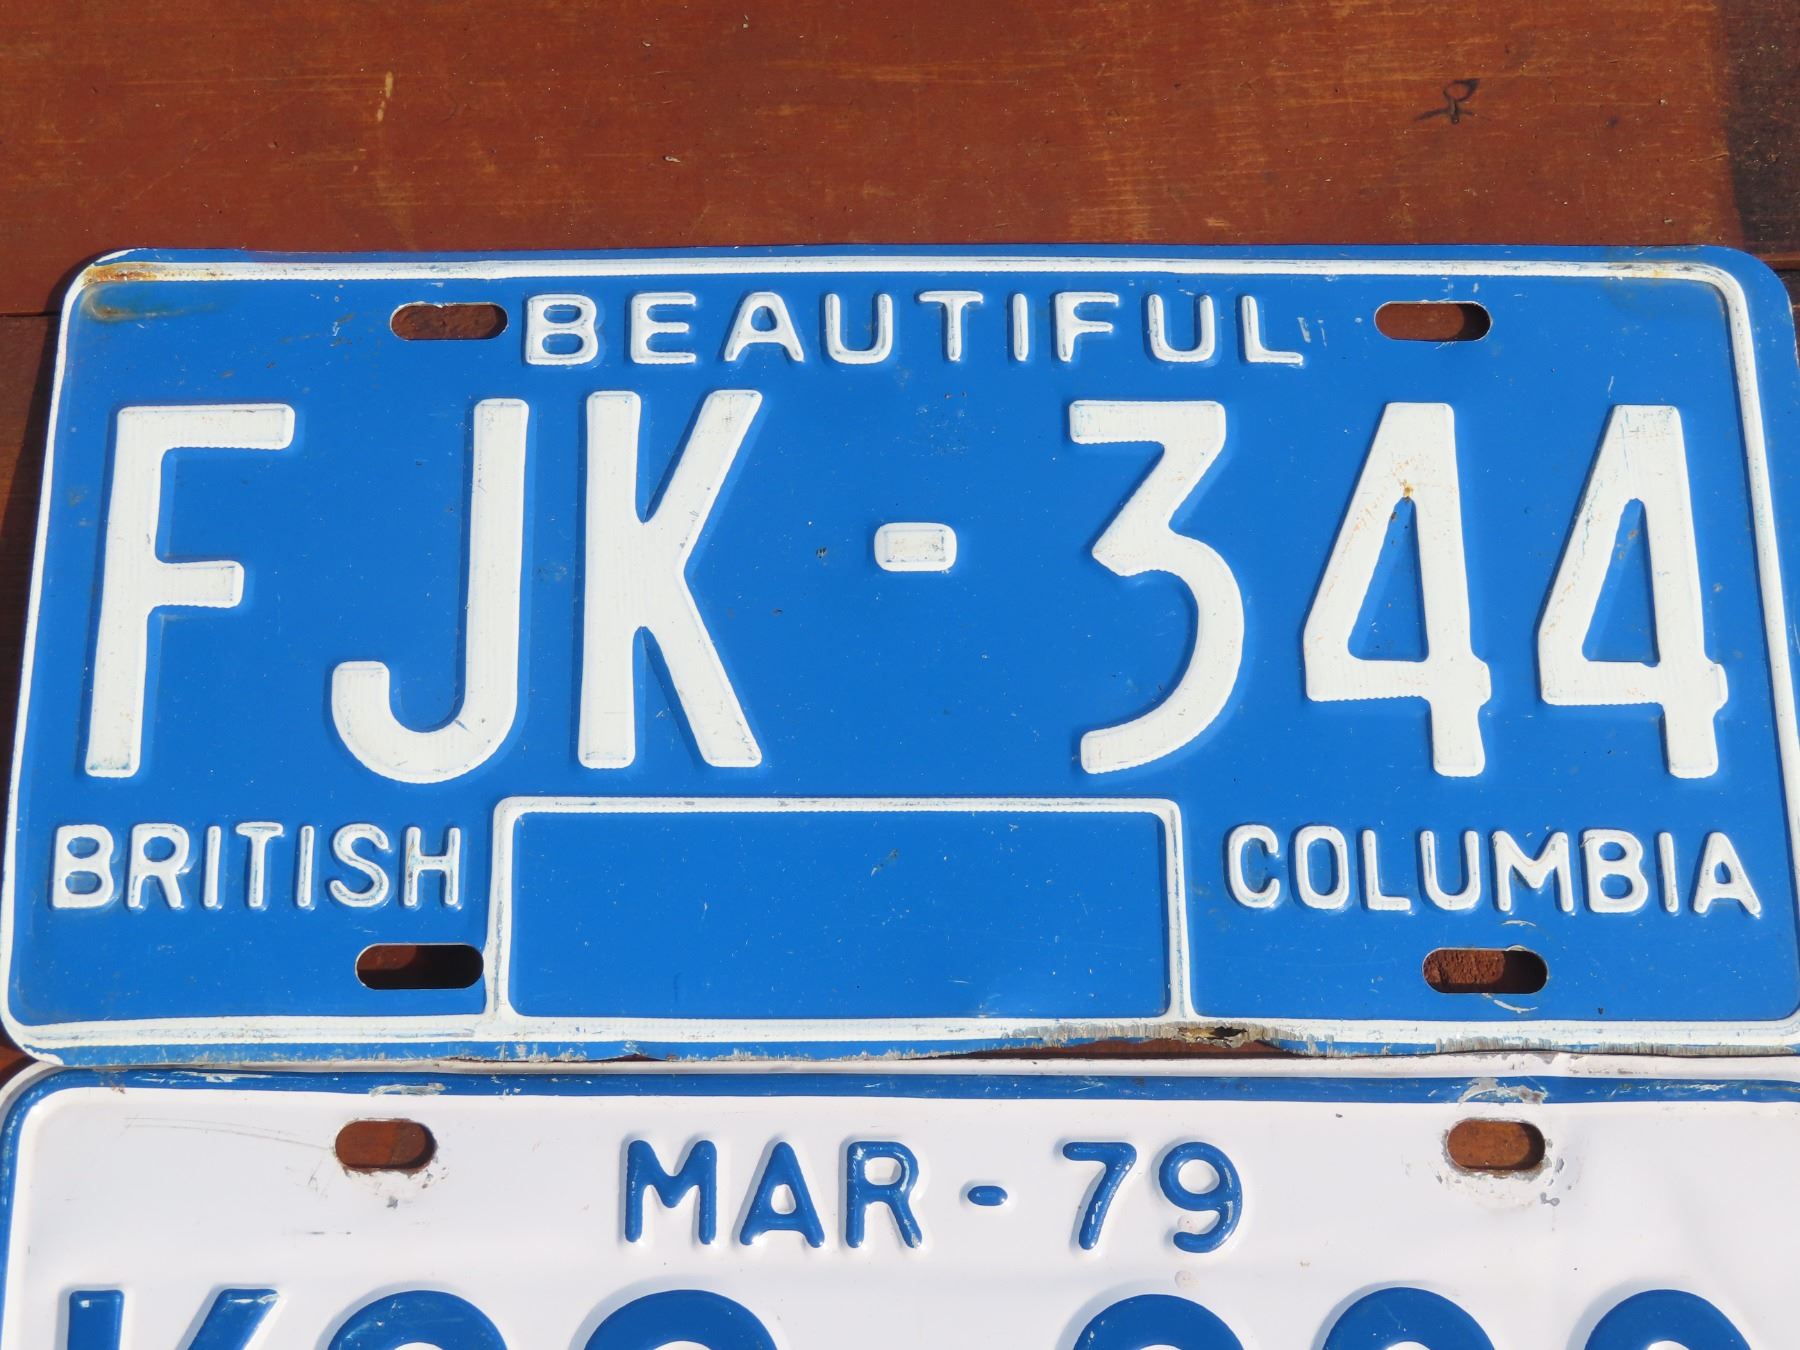 BEAUTIFUL
FJK-344
BRITISH COLUMBIA
MAR-79